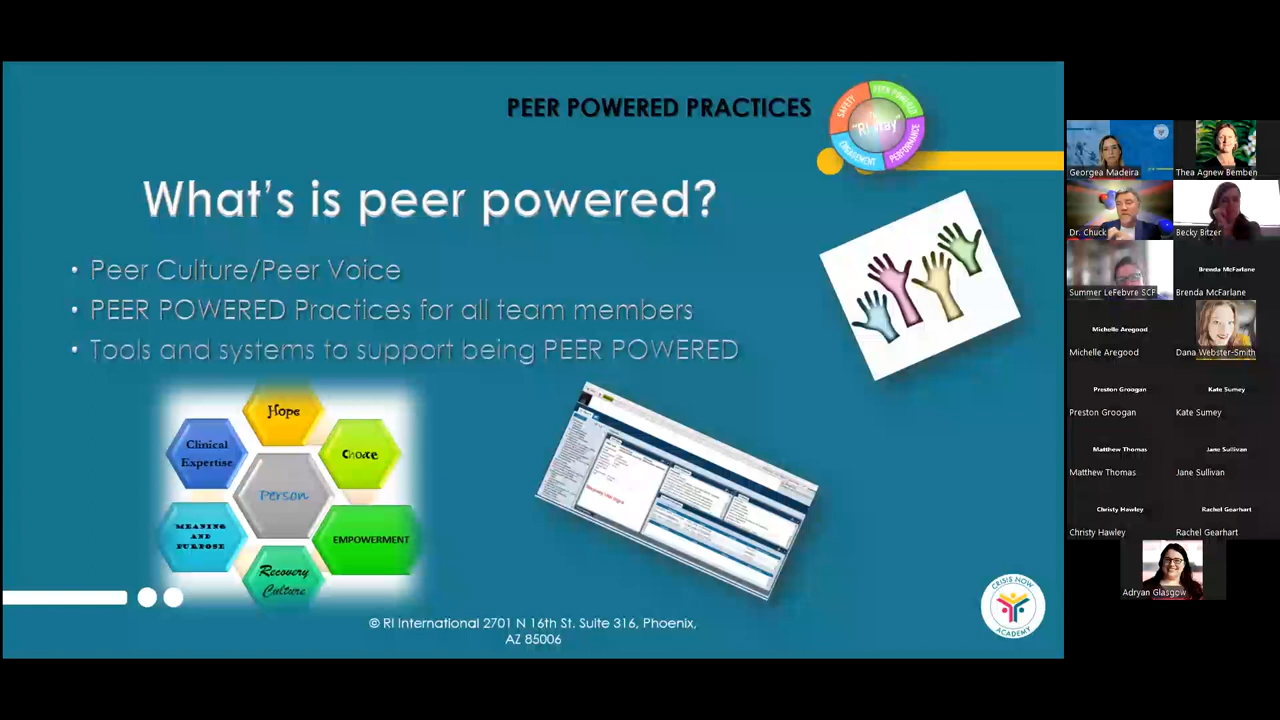 PEER POWERED PRACTICES
SAFETY
PEER POWERED
"RI Way"
ENGAGEMENT
PERFORMANCE
What's is peer powered?
• Peer Culture/Peer Voice
• PEER POWERED Practices for all team members
• Tools and systems to support being PEER POWERED
Hope
Clinical
Expertise
Choice
Person
MEANING
AND
PURPOSE
EMPOWERMENT
Recovery
Culture
© RI International 2701 N 16th St. Suite 316, Phoenix,
AZ 85006
CRISIS NOW
ACADEMY
Georgea Madeira
Thea Agnew Bemben
Dr. Chuck
Becky Bitzer
Summer LeFebvre SCF
Brenda McFarlane
Brenda McFarlane
Michelle Aregood
Michelle Aregood
Dana Webster-Smith
Preston Groogan
Kate Sumey
Preston Groogan
Kate Sumey
Matthew Thomas
Jane Sullivan
Matthew Thomas
Jane Sullivan
Christy Hawley
Rachel Gearhart
Christy Hawley
Rachel Gearhart
Adryan Glasgow